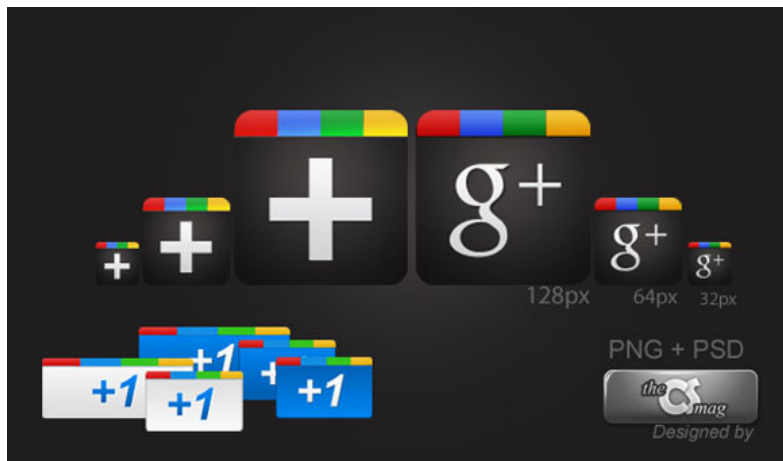 g+
g+
g+
128px
64px
32px
+1
+1
+1
+1
+1
PNG + PSD
the
mag
Designed by